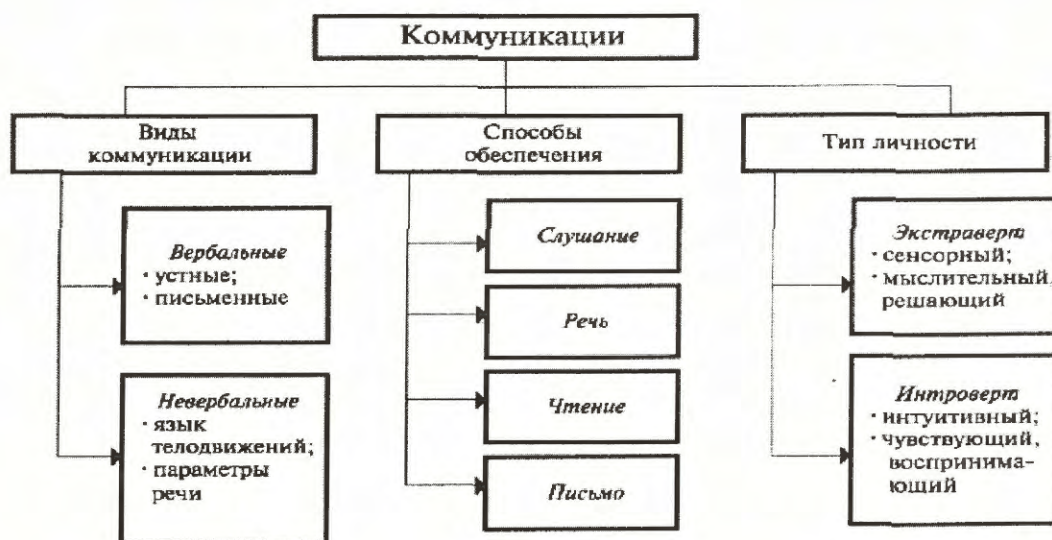 Коммуникации
Виды
коммуникации
Вербальные
· устные;
· письменные
Невербальные
· язык
телодвижений;
· параметры
речи
Способы
обеспечения
Слушание
Речь
Чтение
Письмо
Тип личности
Экстраверт
· сенсорный;
· мыслительный,
решающий
Интроверт
· интуитивный;
· чувствующий,
воспринима-
ющий